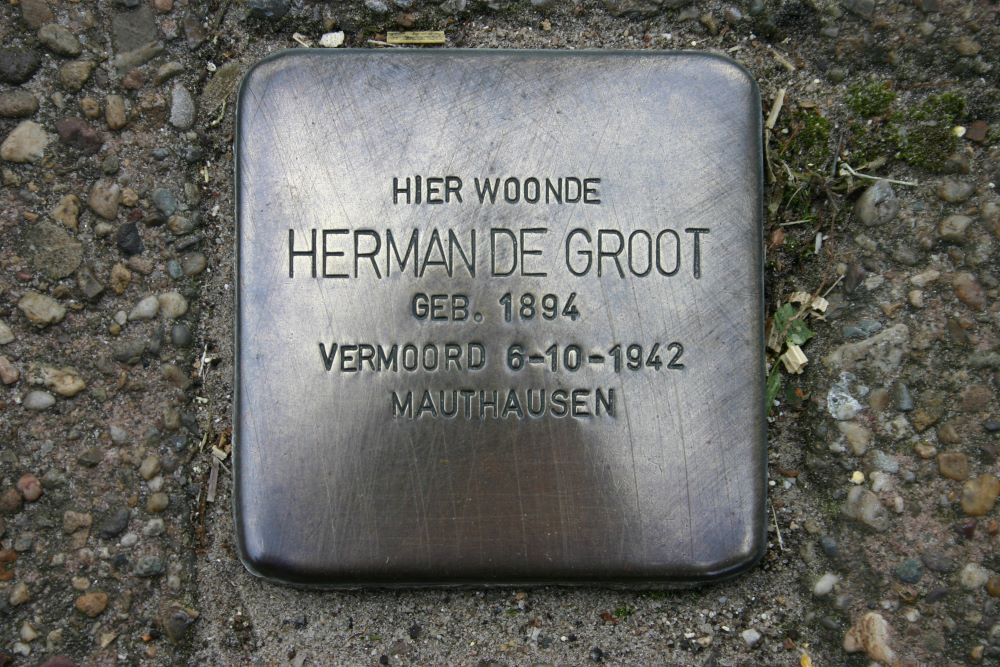 HIER WOONDE
HERMAN DE GROOT
GEB. 1894
VERMOORD 6-10-1942
MAUTHAUSEN